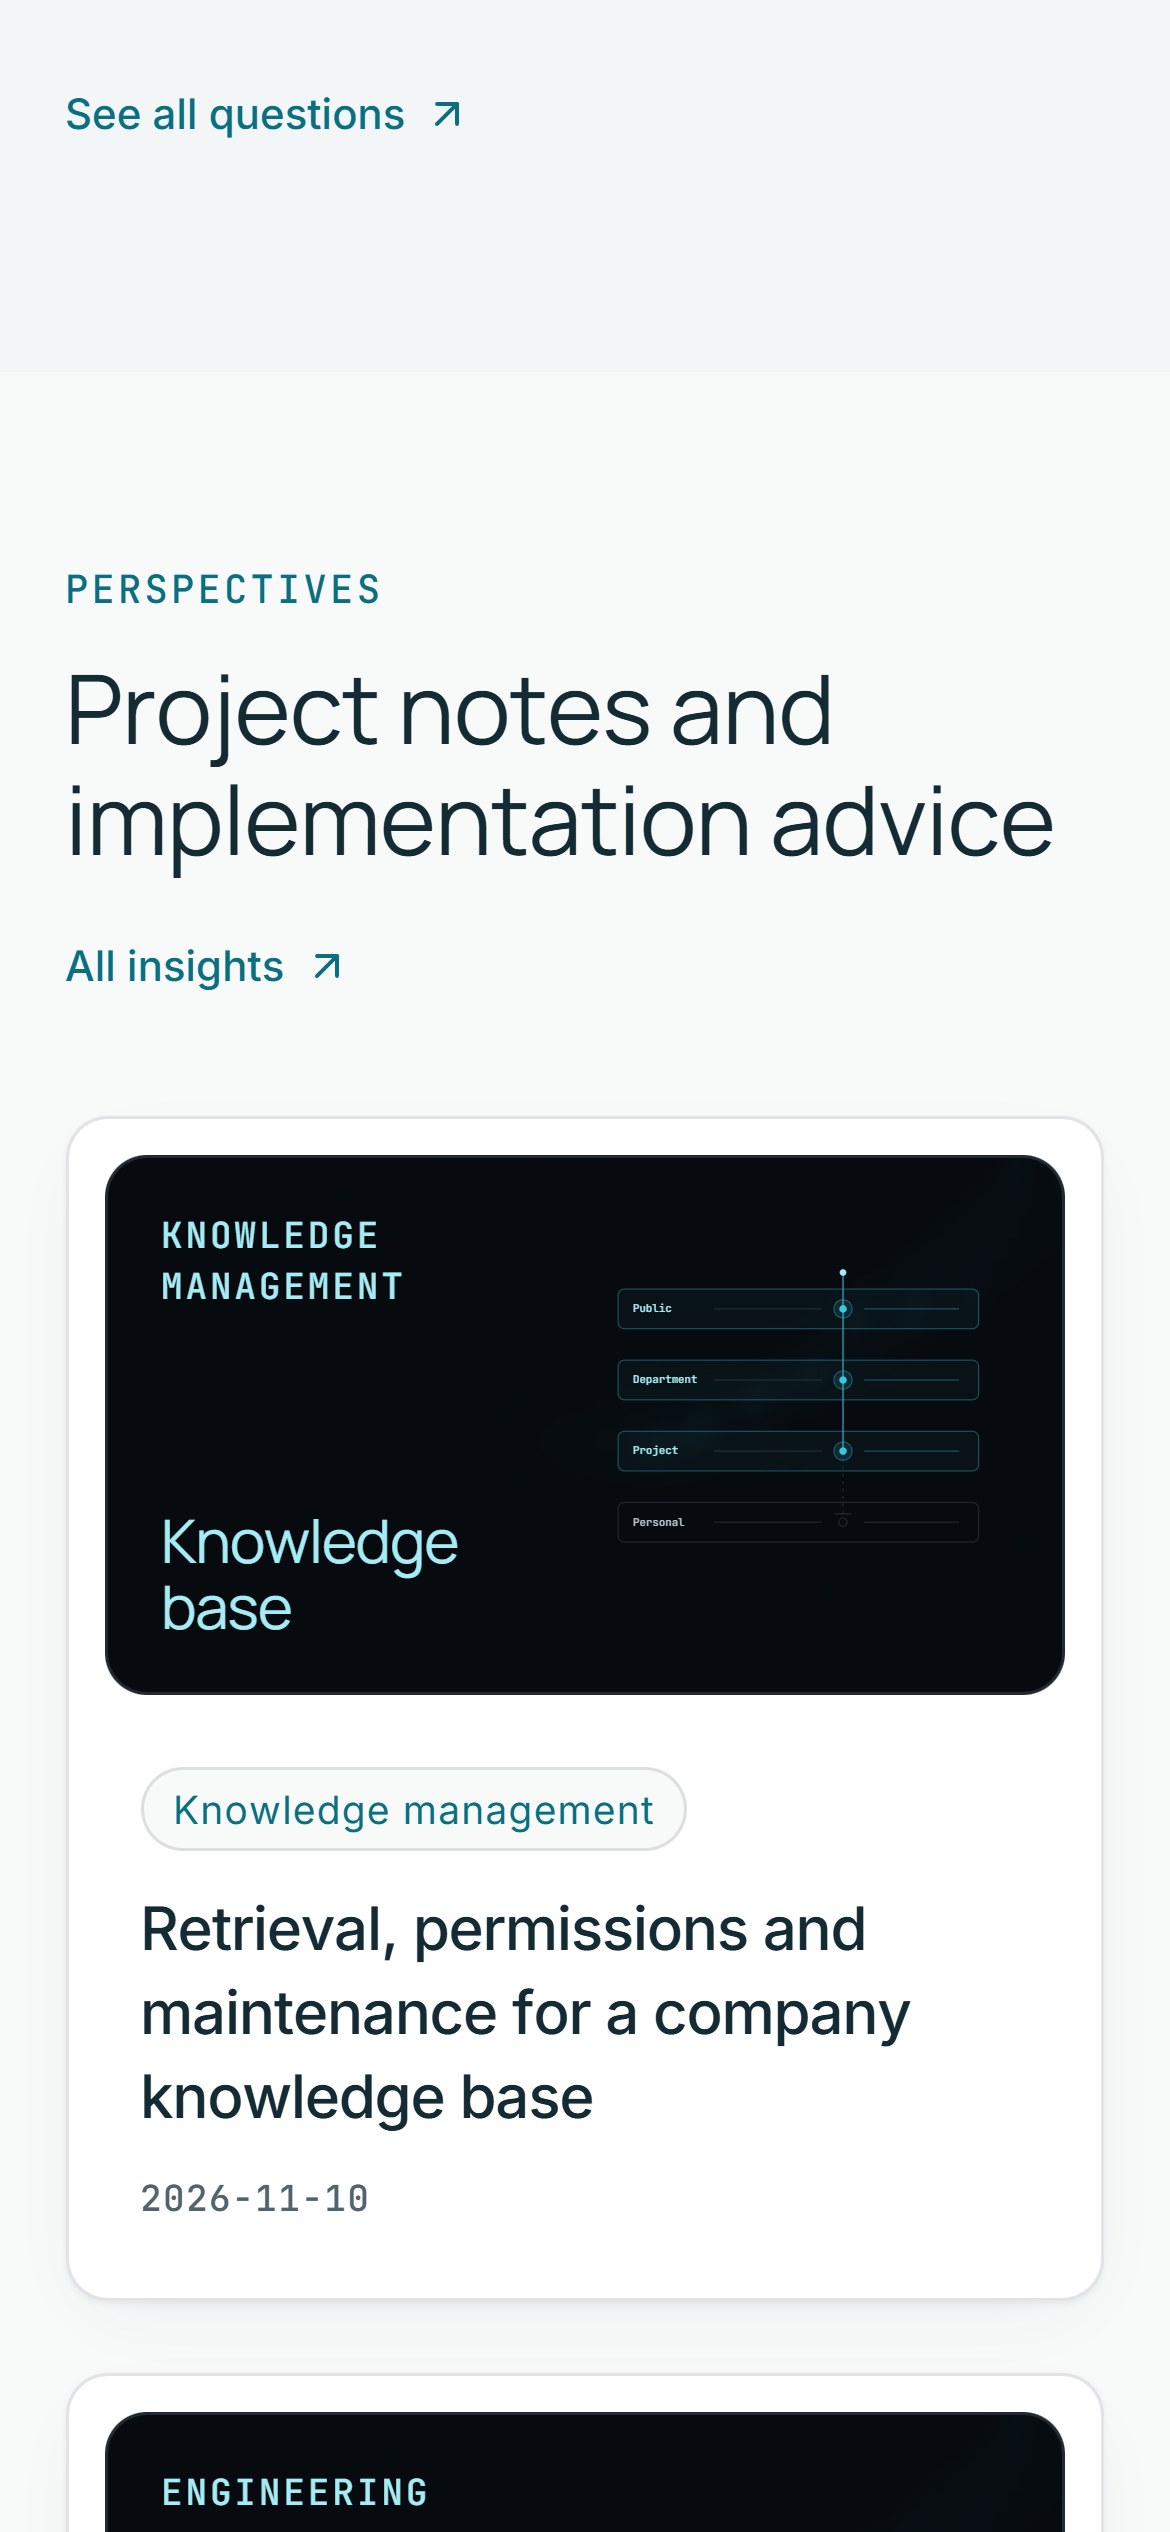 See all questions
PERSPECTIVES
Project notes and
implementation advice
All insights
KNOWLEDGE
MANAGEMENT
Public
Department
Project
Personal
Knowledge
base
Knowledge management
Retrieval, permissions and
maintenance for a company
knowledge base
2026-11-10
ENGINEERING